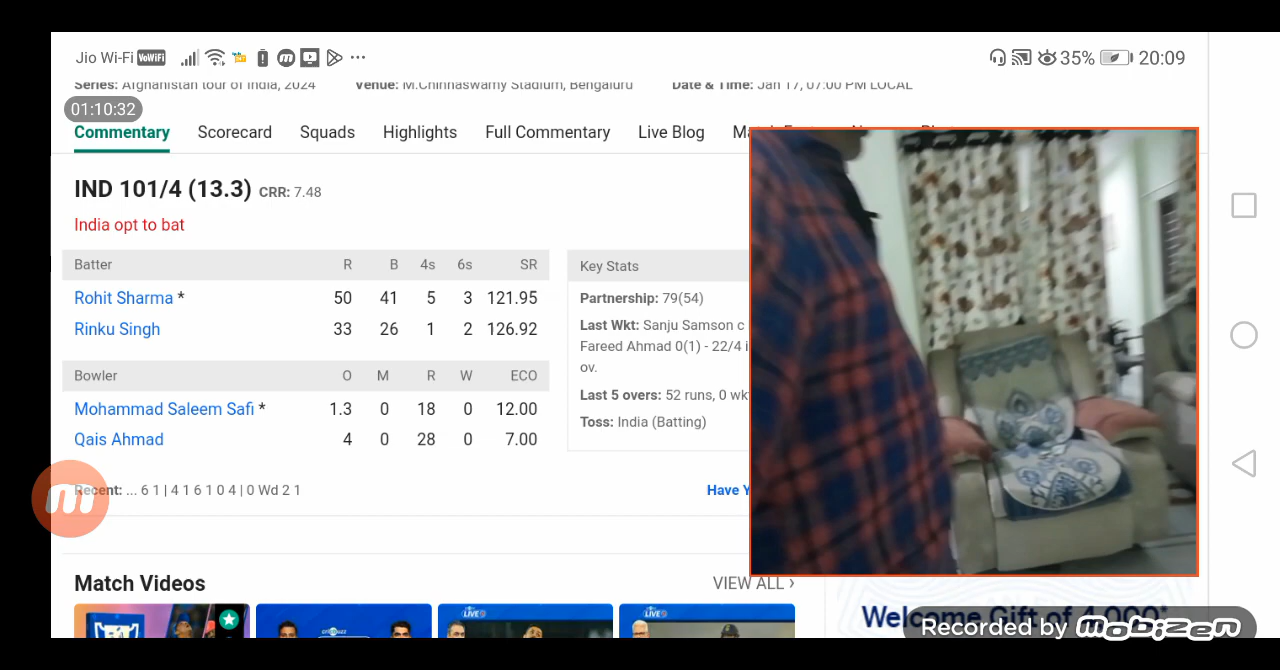 Jio Wi-Fi VoWiFi ... 35% 20:09
Series: Afghanistan tour of India, 2024 Venue: M.Chinnaswamy Stadium, Bengaluru Date & Time: Jan 17, 07:00 PM LOCAL
01:10:32
Commentary Scorecard Squads Highlights Full Commentary Live Blog
IND 101/4 (13.3) CRR: 7.48
India opt to bat
Batter R B 4s 6s SR
Rohit Sharma * 50 41 5 3 121.95
Rinku Singh 33 26 1 2 126.92
Bowler O M R W ECO
Mohammad Saleem Safi * 1.3 0 18 0 12.00
Qais Ahmad 4 0 28 0 7.00
Key Stats
Partnership: 79(54)
Last Wkt: Sanju Samson c
Fareed Ahmad 0(1) - 22/4 i
ov.
Last 5 overs: 52 runs, 0 wk
Toss: India (Batting)
Recent: ... 6 1 | 4 1 6 1 0 4 | 0 Wd 2 1
Have Y
Match Videos
VIEW ALL ›
LIVE
LIVE
Welcome Gift of 4,000*
Recorded by mobizen